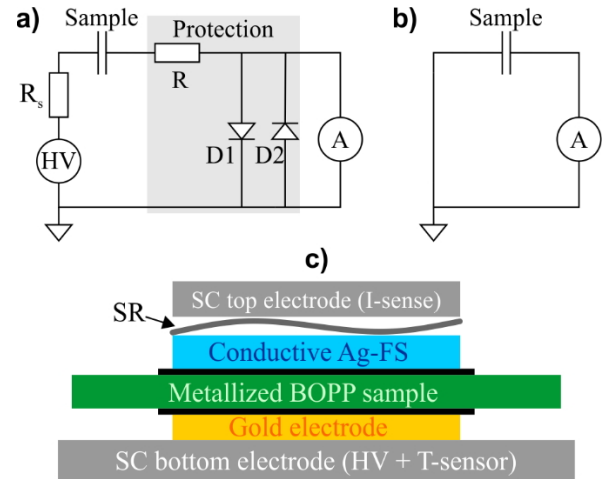 a)
Sample
Protection
R
Rs
HV
D1
D2
A
b)
Sample
A
c)
SC top electrode (I-sense)
SR
Conductive Ag-FS
Metallized BOPP sample
Gold electrode
SC bottom electrode (HV + T-sensor)